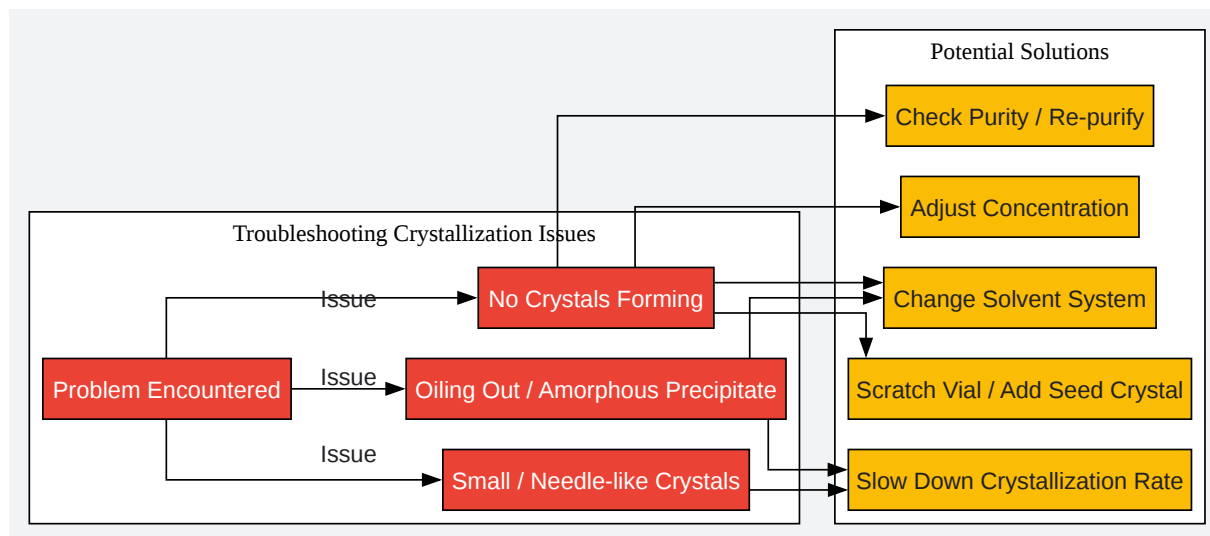 Troubleshooting Crystallization Issues
Problem Encountered
Issue
No Crystals Forming
Issue
Oiling Out / Amorphous Precipitate
Issue
Small / Needle-like Crystals
Potential Solutions
Check Purity / Re-purify
Adjust Concentration
Change Solvent System
Scratch Vial / Add Seed Crystal
Slow Down Crystallization Rate